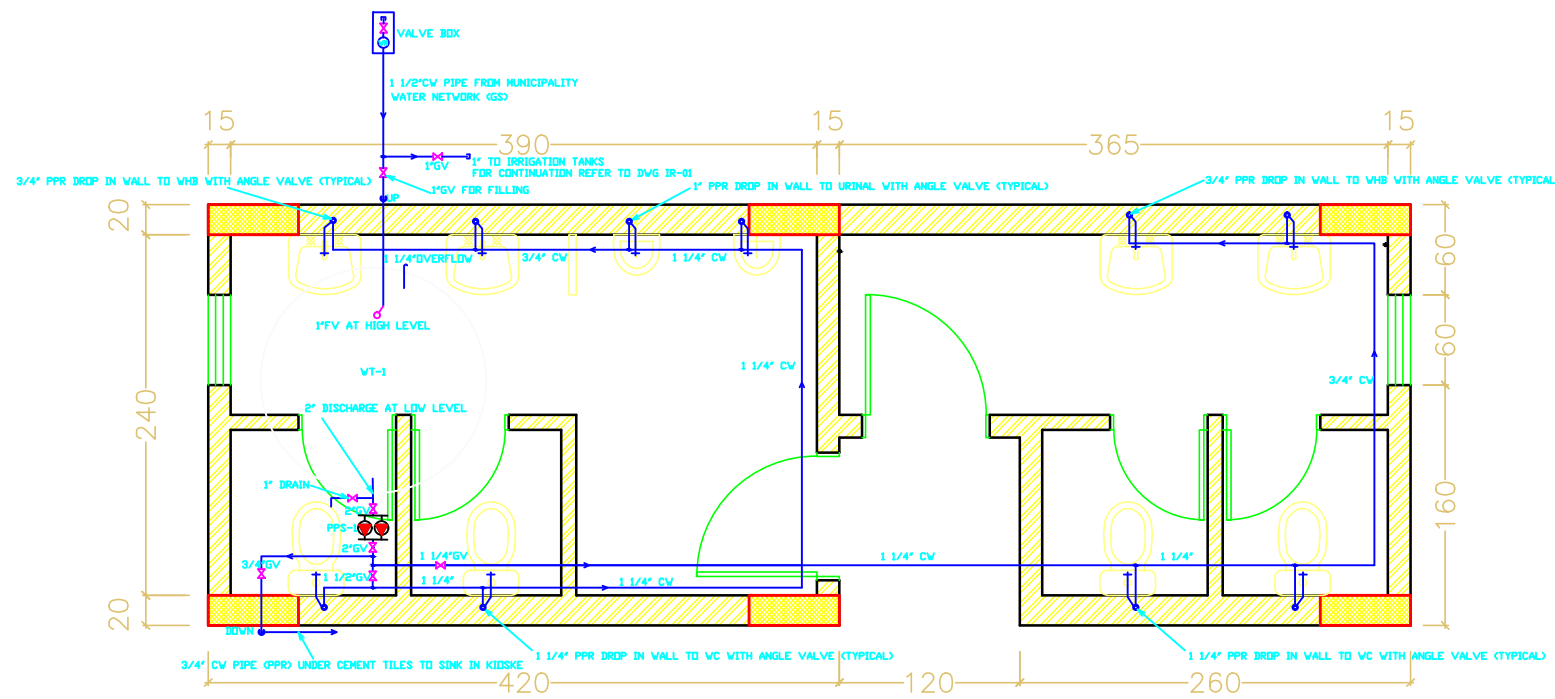 VALVE BOX
1 1/2"CW PIPE FROM MUNICIPALITY
WATER NETWORK (GS)
15
390
15
365
15
1"GV
1" TO IRRIGATION TANKS
FOR CONTINUATION REFER TO DWG IR-01
3/4" PPR DROP IN WALL TO WHB WITH ANGLE VALVE (TYPICAL)
1"GV FOR FILLING
1" PPR DROP IN WALL TO URINAL WITH ANGLE VALVE (TYPICAL)
3/4" PPR DROP IN WALL TO WHB WITH ANGLE VALVE (TYPICAL
UP
20
60
1 1/4"OVERFLOW
3/4" CW
1 1/4" CW
1"FV AT HIGH LEVEL
60
WT-1
1 1/4" CW
3/4" CW
240
2" DISCHARGE AT LOW LEVEL
1" DRAIN
2"GV
PPS-1
160
2"GV
3/4"GV
1 1/4"GV
1 1/4" CW
1 1/4"
1 1/2"GV
1 1/4"
1 1/4" CW
20
DOWN
3/4" CW PIPE (PPR) UNDER CEMENT TILES TO SINK IN KIOSKE
1 1/4" PPR DROP IN WALL TO WC WITH ANGLE VALVE (TYPICAL)
1 1/4" PPR DROP IN WALL TO WC WITH ANGLE VALVE (TYPICAL)
420
120
260